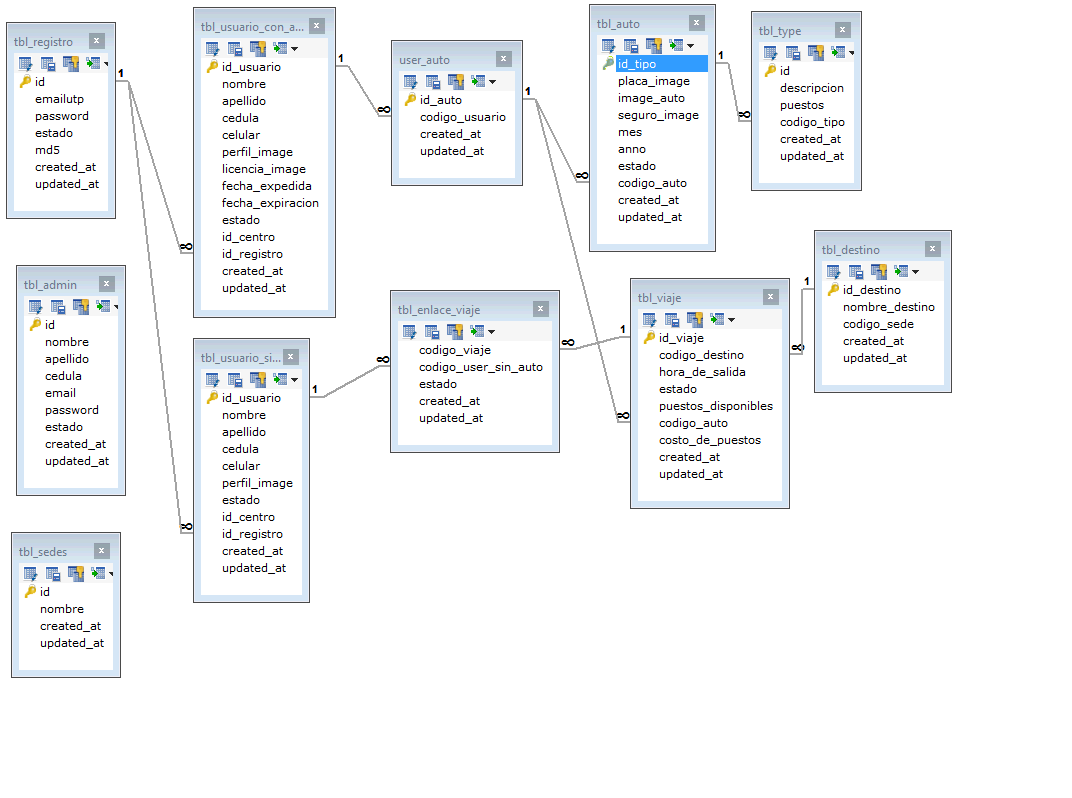 tbl_registro
id
emailutp
password
estado
md5
created_at
updated_at
1
∞
∞
tbl_usuario_con_a...
id_usuario
nombre
apellido
cedula
celular
perfil_image
licencia_image
fecha_expedida
fecha_expiracion
estado
id_centro
id_registro
created_at
updated_at
1
∞
user_auto
id_auto
codigo_usuario
created_at
updated_at
1
∞
∞
tbl_auto
id_tipo
placa_image
image_auto
seguro_image
mes
anno
estado
codigo_auto
created_at
updated_at
1
∞
tbl_type
id
descripcion
puestos
codigo_tipo
created_at
updated_at
tbl_admin
id
nombre
apellido
cedula
email
password
estado
created_at
updated_at
tbl_usuario_si...
id_usuario
nombre
apellido
cedula
celular
perfil_image
estado
id_centro
id_registro
created_at
updated_at
1
∞
tbl_enlace_viaje
codigo_viaje
codigo_user_sin_auto
estado
created_at
updated_at
∞
1
tbl_viaje
id_viaje
codigo_destino
hora_de_salida
estado
puestos_disponibles
codigo_auto
costo_de_puestos
created_at
updated_at
∞
1
tbl_destino
id_destino
nombre_destino
codigo_sede
created_at
updated_at
tbl_sedes
id
nombre
created_at
updated_at